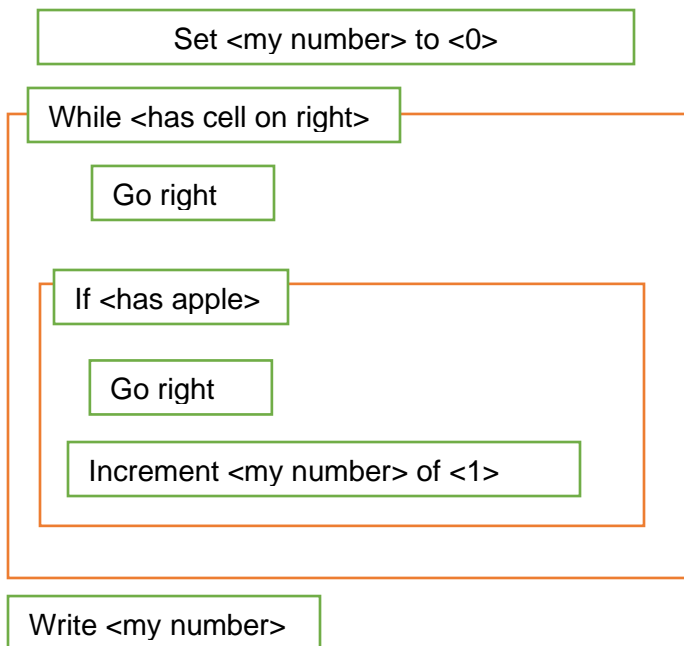 Set <my number> to <0>
While <has cell on right>
Go right
If <has apple>
Go right
Increment <my number> of <1>
Write <my number>